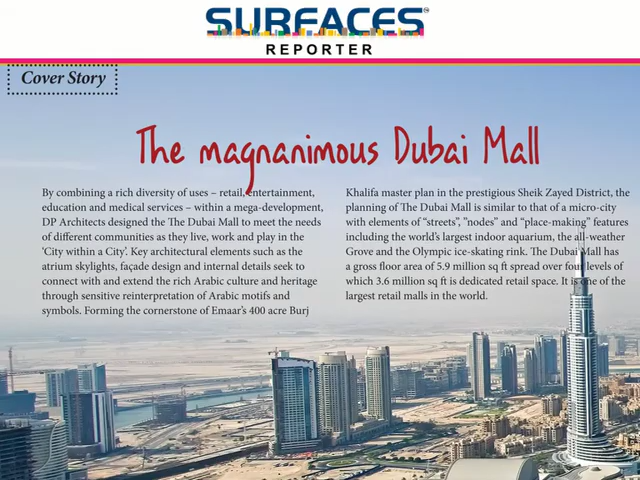 SURFACES™
REPORTER
Cover Story
The magnanimous Dubai Mall
By combining a rich diversity of uses – retail, entertainment,
education and medical services – within a mega-development,
DP Architects designed the The Dubai Mall to meet the needs
of different communities as they live, work and play in the
‘City within a City’. Key architectural elements such as the
atrium skylights, façade design and internal details seek to
connect with and extend the rich Arabic culture and heritage
through sensitive reinterpretation of Arabic motifs and
symbols. Forming the cornerstone of Emaar’s 400 acre Burj
Khalifa master plan in the prestigious Sheik Zayed District, the
planning of The Dubai Mall is similar to that of a micro-city
with elements of “streets”, ”nodes” and “place-making” features
including the world’s largest indoor aquarium, the all-weather
Grove and the Olympic ice-skating rink. The Dubai Mall has
a gross floor area of 5.9 million sq ft spread over four levels of
which 3.6 million sq ft is dedicated retail space. It is one of the
largest retail malls in the world.